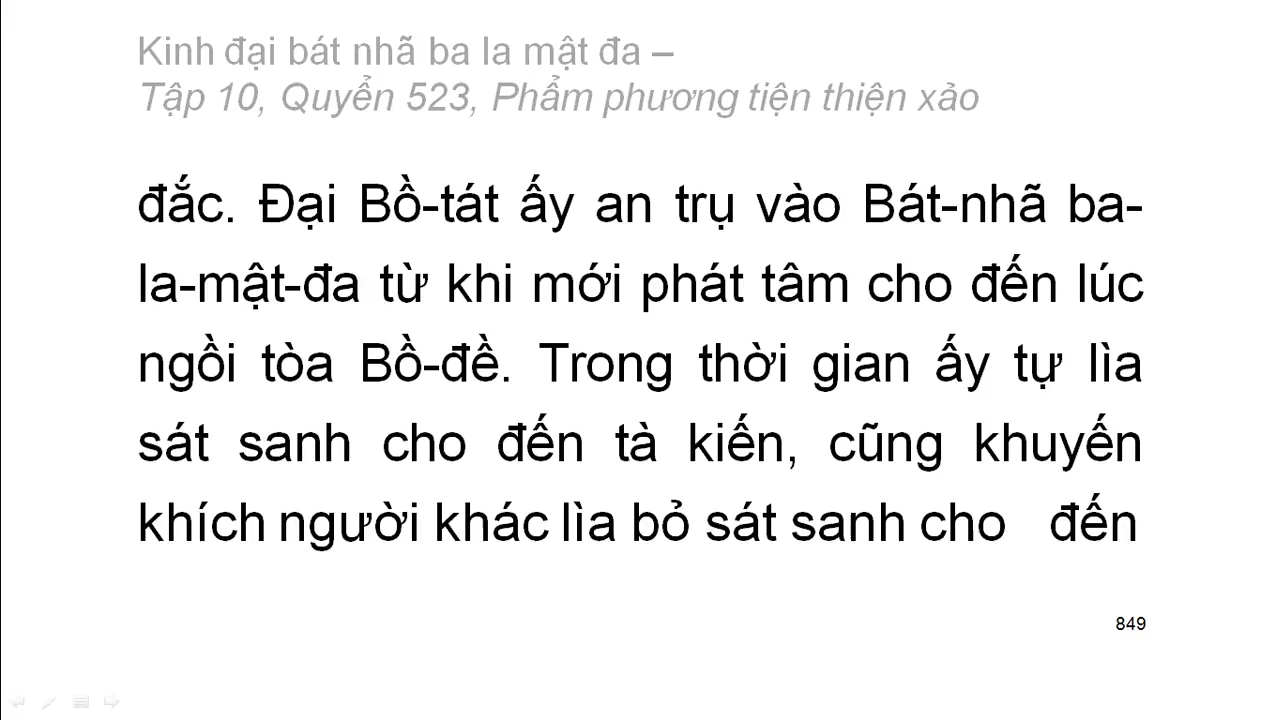 Kinh đại bát nhã ba la mật đa –
Tập 10, Quyển 523, Phẩm phương tiện thiện xảo
đắc. Đại Bồ-tát ấy an trụ vào Bát-nhã ba-
la-mật-đa từ khi mới phát tâm cho đến lúc
ngồi tòa Bồ-đề. Trong thời gian ấy tự lìa
sát sanh cho đến tà kiến, cũng khuyến
khích người khác lìa bỏ sát sanh cho đến
849